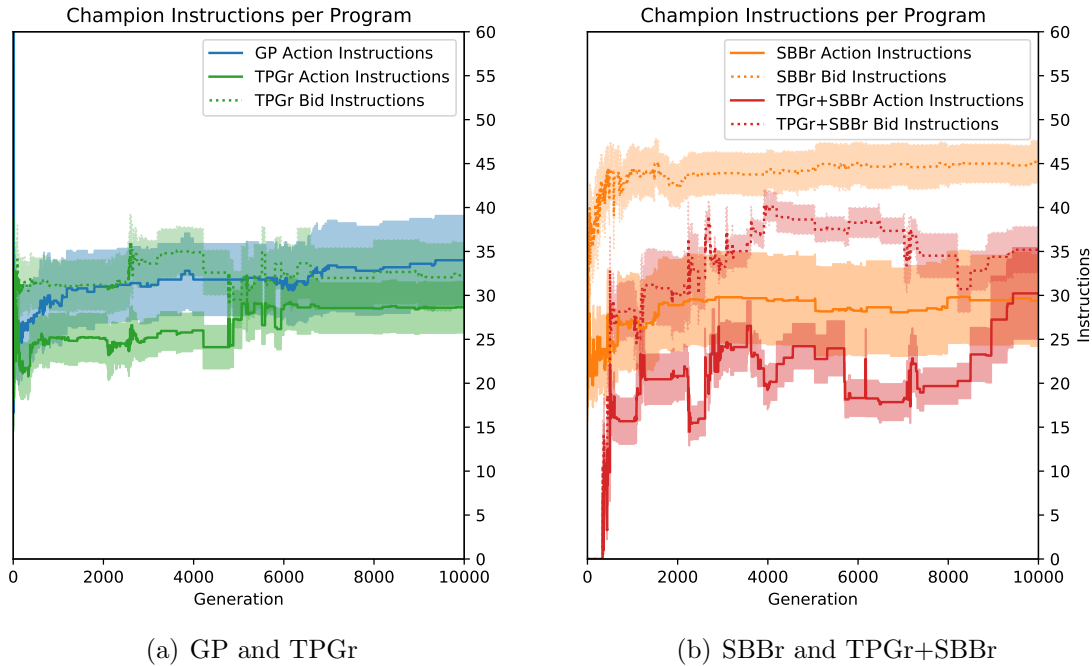 Champion Instructions per Program
GP Action Instructions
TPGr Action Instructions
TPGr Bid Instructions
60
55
50
45
40
35
30
25
20
15
10
5
0
0 2000 4000 6000 8000 10000
Generation
(a) GP and TPGr
Champion Instructions per Program
SBBr Action Instructions
SBBr Bid Instructions
TPGr+SBBr Action Instructions
TPGr+SBBr Bid Instructions
60
55
50
45
40
35
30
25
20
15
10
5
0
Instructions
0 2000 4000 6000 8000 10000
Generation
(b) SBBr and TPGr+SBBr